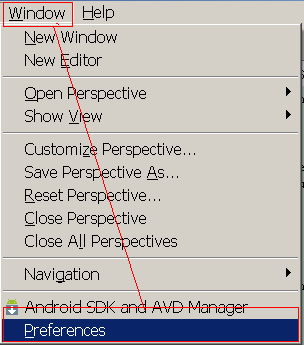 Window Help
New Window
New Editor
Open Perspective
Show View
Customize Perspective...
Save Perspective As...
Reset Perspective...
Close Perspective
Close All Perspectives
Navigation
Android SDK and AVD Manager
Preferences